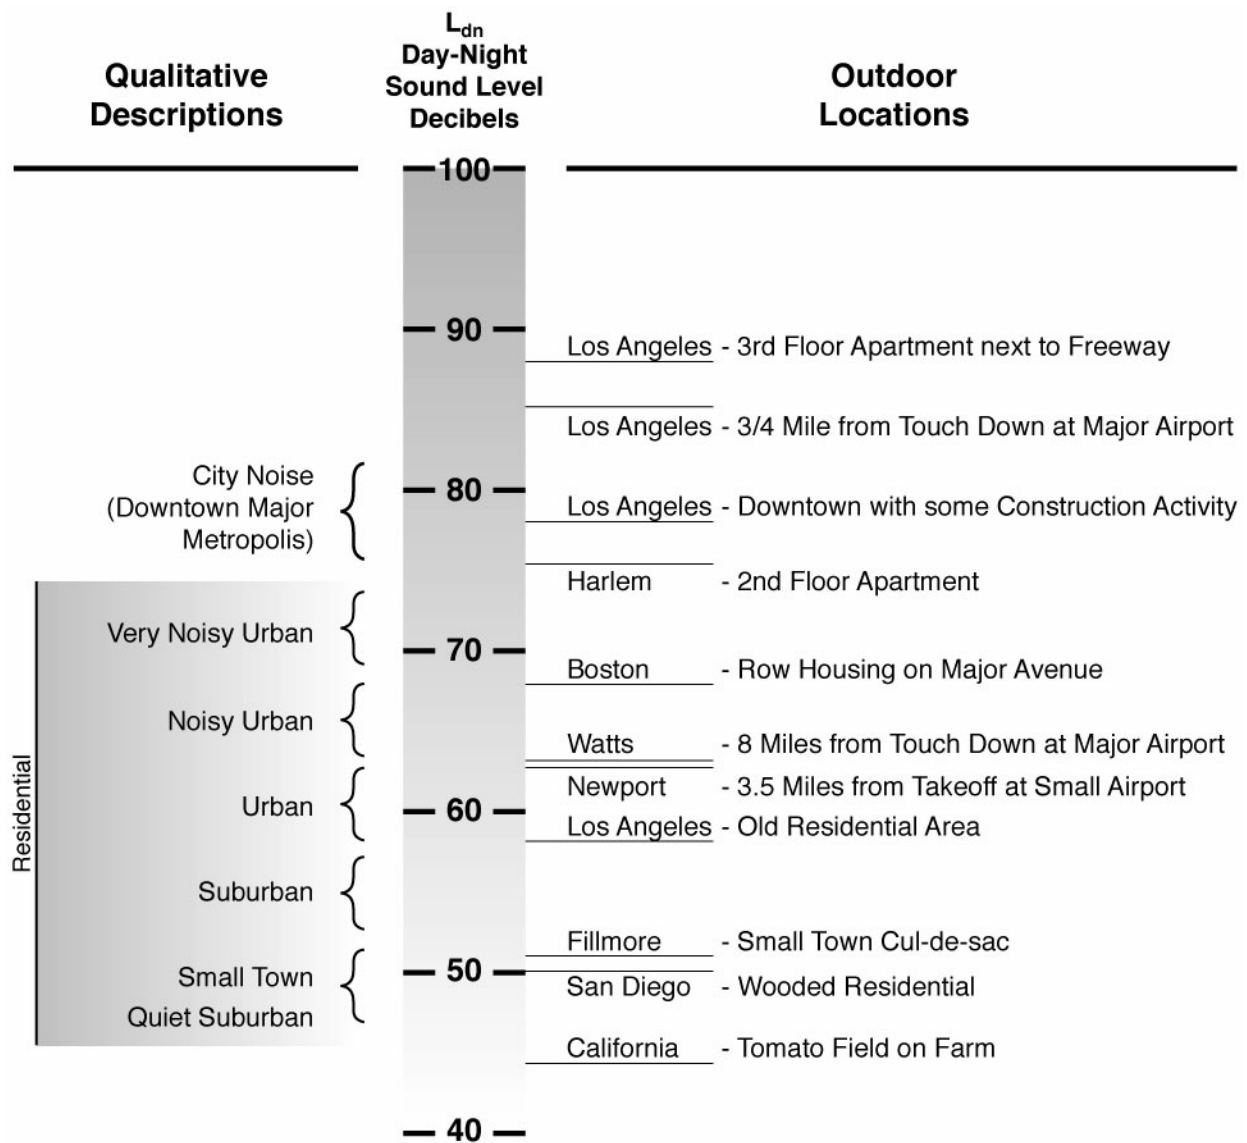 Qualitative
Descriptions
Ldn
Day-Night
Sound Level
Decibels
Outdoor
Locations
100
90
80
70
60
50
40
City Noise
(Downtown Major
Metropolis)
Residential
Very Noisy Urban
Noisy Urban
Urban
Suburban
Small Town
Quiet Suburban
Los Angeles - 3rd Floor Apartment next to Freeway
Los Angeles - 3/4 Mile from Touch Down at Major Airport
Los Angeles - Downtown with some Construction Activity
Harlem - 2nd Floor Apartment
Boston - Row Housing on Major Avenue
Watts - 8 Miles from Touch Down at Major Airport
Newport - 3.5 Miles from Takeoff at Small Airport
Los Angeles - Old Residential Area
Fillmore - Small Town Cul-de-sac
San Diego - Wooded Residential
California - Tomato Field on Farm